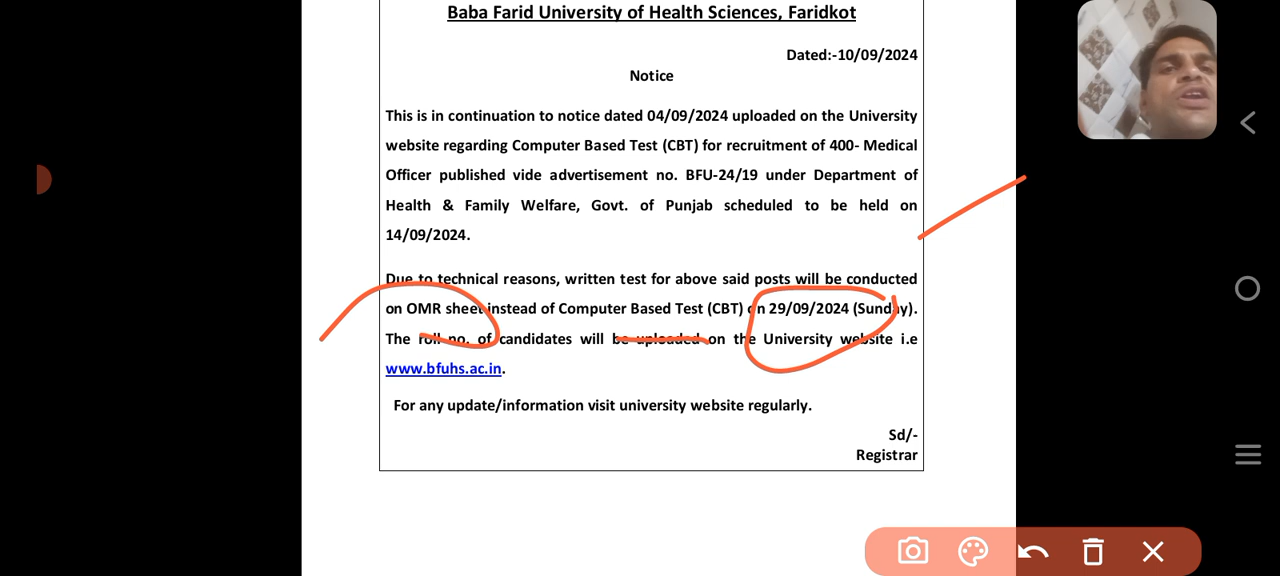 Baba Farid University of Health Sciences, Faridkot
Dated:-10/09/2024
Notice
This is in continuation to notice dated 04/09/2024 uploaded on the University
website regarding Computer Based Test (CBT) for recruitment of 400- Medical
Officer published vide advertisement no. BFU-24/19 under Department of
Health & Family Welfare, Govt. of Punjab scheduled to be held on
14/09/2024.
Due to technical reasons, written test for above said posts will be conducted
on OMR sheet instead of Computer Based Test (CBT) on 29/09/2024 (Sunday).
The roll no. of candidates will be uploaded on the University website i.e
www.bfuhs.ac.in.
For any update/information visit university website regularly.
Sd/-
Registrar